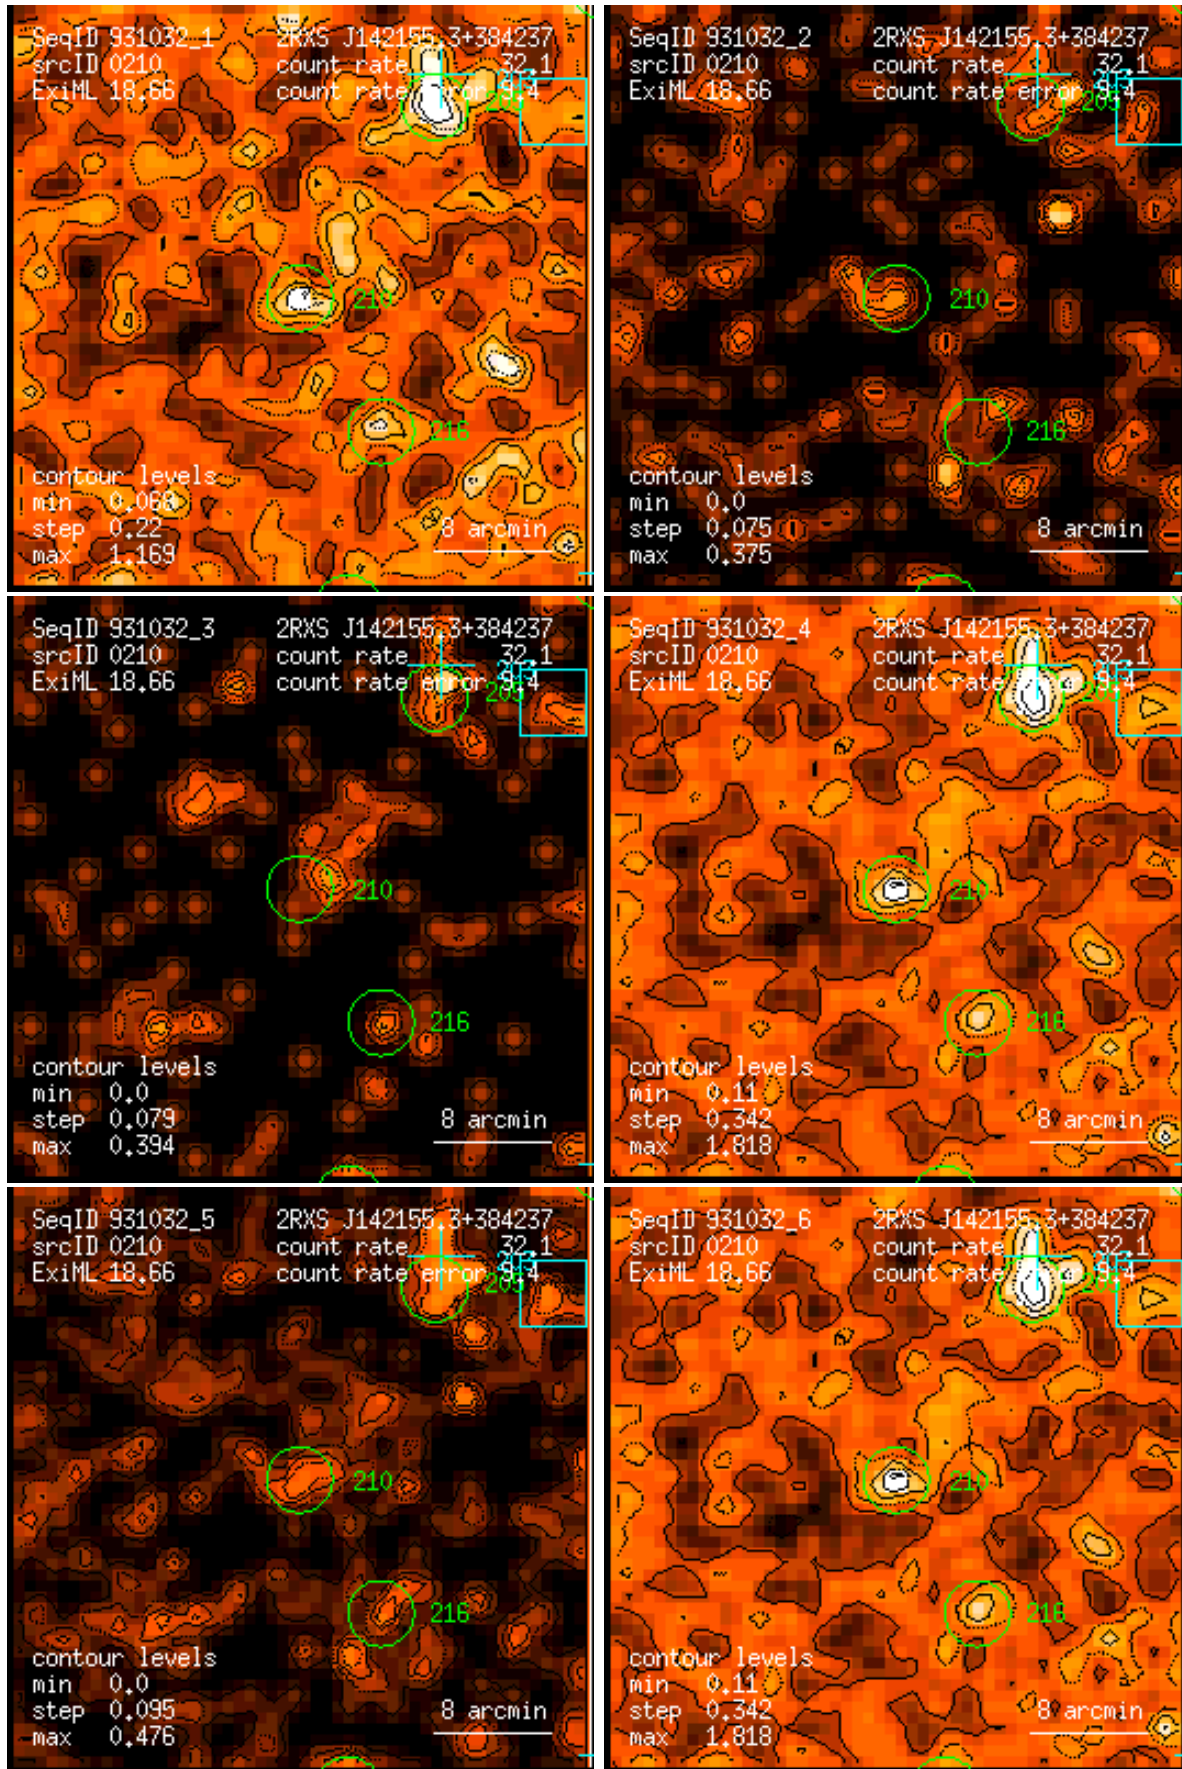 SeqID 931032_1 2RXS J142155.3+384237
srcID 0210 count rate 32.1
ExiML 18.66 count rate error 9.4
210
216
contour levels
min 0.068
step 0.22
max 1.169
8 arcmin
SeqID 931032_2 2RXS J142155.3+384237
srcID 0210 count rate 32.1
ExiML 18.66 count rate error 9.4
210
216
contour levels
min 0.0
step 0.075
max 0.375
8 arcmin
SeqID 931032_3 2RXS J142155.3+384237
srcID 0210 count rate 32.1
ExiML 18.66 count rate error 9.4
210
216
contour levels
min 0.0
step 0.079
max 0.394
8 arcmin
SeqID 931032_4 2RXS J142155.3+384237
srcID 0210 count rate 32.1
ExiML 18.66 count rate error 9.4
210
216
contour levels
min 0.11
step 0.342
max 1.818
8 arcmin
SeqID 931032_5 2RXS J142155.3+384237
srcID 0210 count rate 32.1
ExiML 18.66 count rate error 9.4
210
216
contour levels
min 0.0
step 0.095
max 0.476
8 arcmin
SeqID 931032_6 2RXS J142155.3+384237
srcID 0210 count rate 32.1
ExiML 18.66 count rate error 9.4
210
216
contour levels
min 0.11
step 0.342
max 1.818
8 arcmin